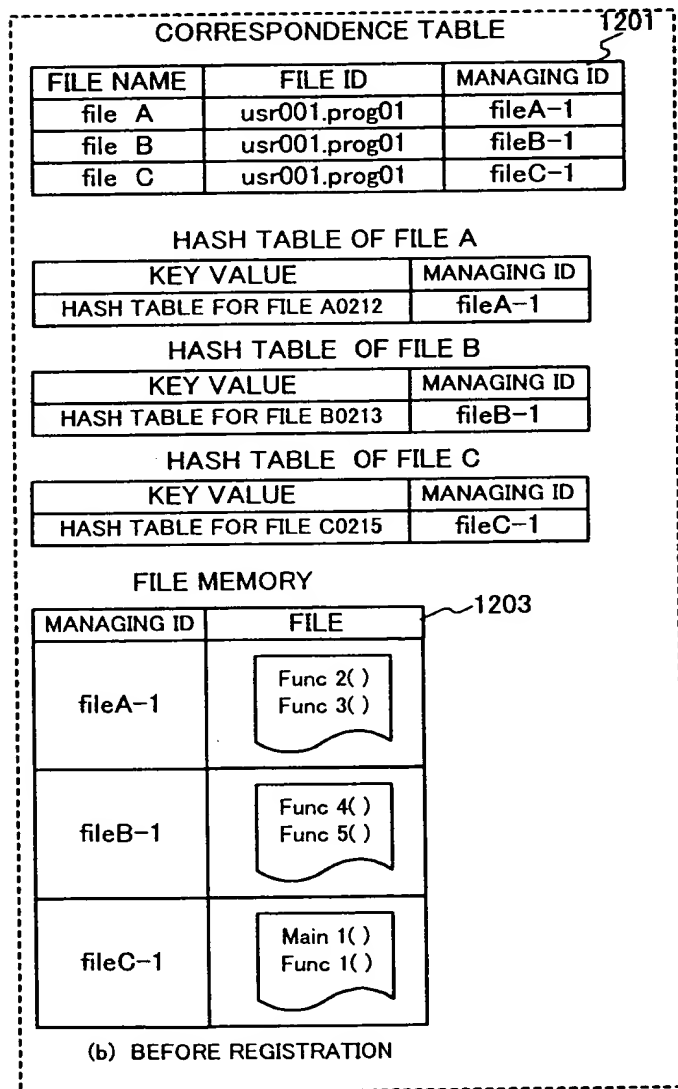 CORRESPONDENCE TABLE 1201
FILE NAME FILE ID MANAGING ID
file A usr001.prog01 fileA-1
file B usr001.prog01 fileB-1
file C usr001.prog01 fileC-1
HASH TABLE OF FILE A
KEY VALUE MANAGING ID
HASH TABLE FOR FILE A0212 fileA-1
HASH TABLE OF FILE B
KEY VALUE MANAGING ID
HASH TABLE FOR FILE B0213 fileB-1
HASH TABLE OF FILE C
KEY VALUE MANAGING ID
HASH TABLE FOR FILE C0215 fileC-1
FILE MEMORY
1203
MANAGING ID FILE
Func 2( )
fileA-1
Func 3( )
Func 4( )
fileB-1
Func 5( )
Main 1( )
fileC-1
Func 1( )
(b) BEFORE REGISTRATION